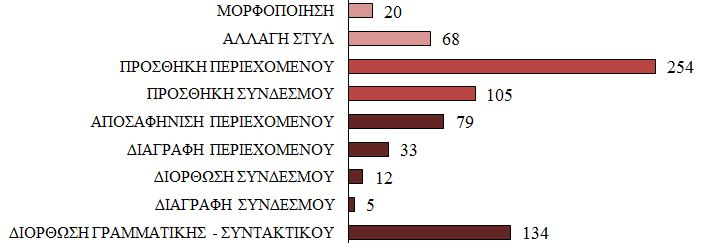 ΜΟΡΦΟΠΟΙΗΣΗ 20
ΑΛΛΑΓΗ ΣΤΥΛ 68
ΠΡΟΣΘΗΚΗ ΠΕΡΙΕΧΟΜΕΝΟΥ 254
ΠΡΟΣΘΗΚΗ ΣΥΝΔΕΣΜΟΥ 105
ΑΠΟΣΑΦΗΝΙΣΗ ΠΕΡΙΕΧΟΜΕΝΟΥ 79
ΔΙΑΓΡΑΦΗ ΠΕΡΙΕΧΟΜΕΝΟΥ 33
ΔΙΟΡΘΩΣΗ ΣΥΝΔΕΣΜΟΥ 12
ΔΙΑΓΡΑΦΗ ΣΥΝΔΕΣΜΟΥ 5
ΔΙΟΡΘΩΣΗ ΓΡΑΜΜΑΤΙΚΗΣ - ΣΥΝΤΑΚΤΙΚΟΥ 134